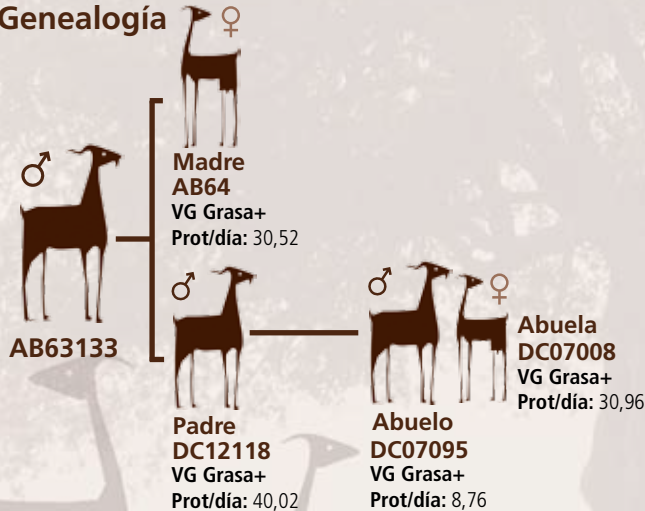 Genealogía
Madre
AB64
VG Grasa+
Prot/día: 30,52
AB63133
Padre
DC12118
VG Grasa+
Prot/día: 40,02
Abuelo
DC07095
VG Grasa+
Prot/día: 8,76
Abuela
DC07008
VG Grasa+
Prot/día: 30,96